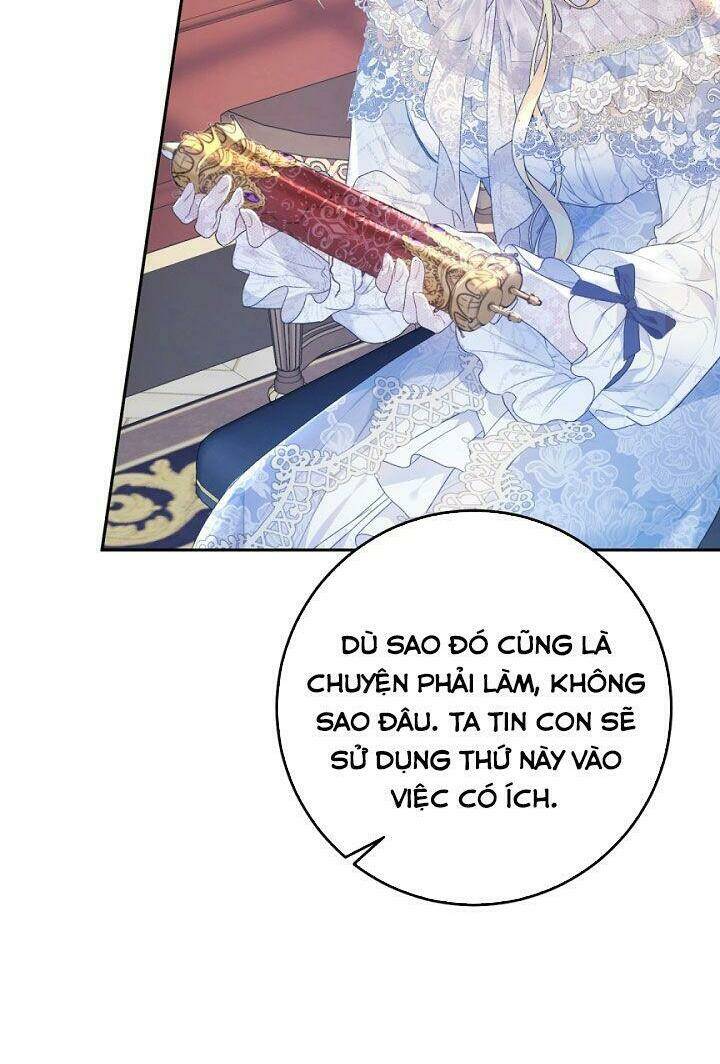 DÙ SAO ĐÓ CŨNG LÀ
CHUYỆN PHẢI LÀM, KHÔNG
SAO ĐÂU. TA TIN CON SẼ
SỬ DỤNG THỨ NÀY VÀO
VIỆC CÓ ÍCH.